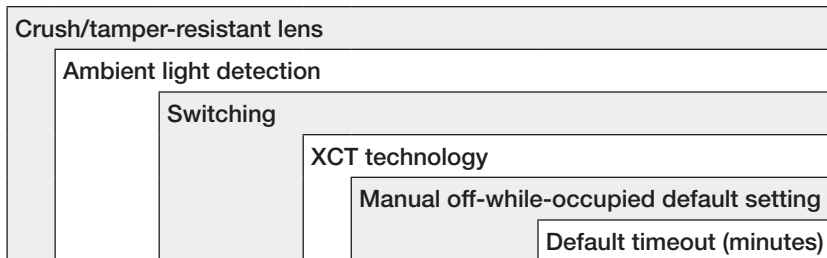 Crush/tamper-resistant lens
Ambient light detection
Switching
XCT technology
Manual off-while-occupied default setting
Default timeout (minutes)